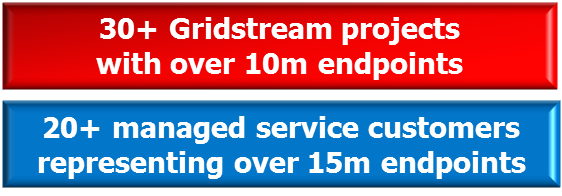 30+ Gridstream projects
with over 10m endpoints
20+ managed service customers
representing over 15m endpoints